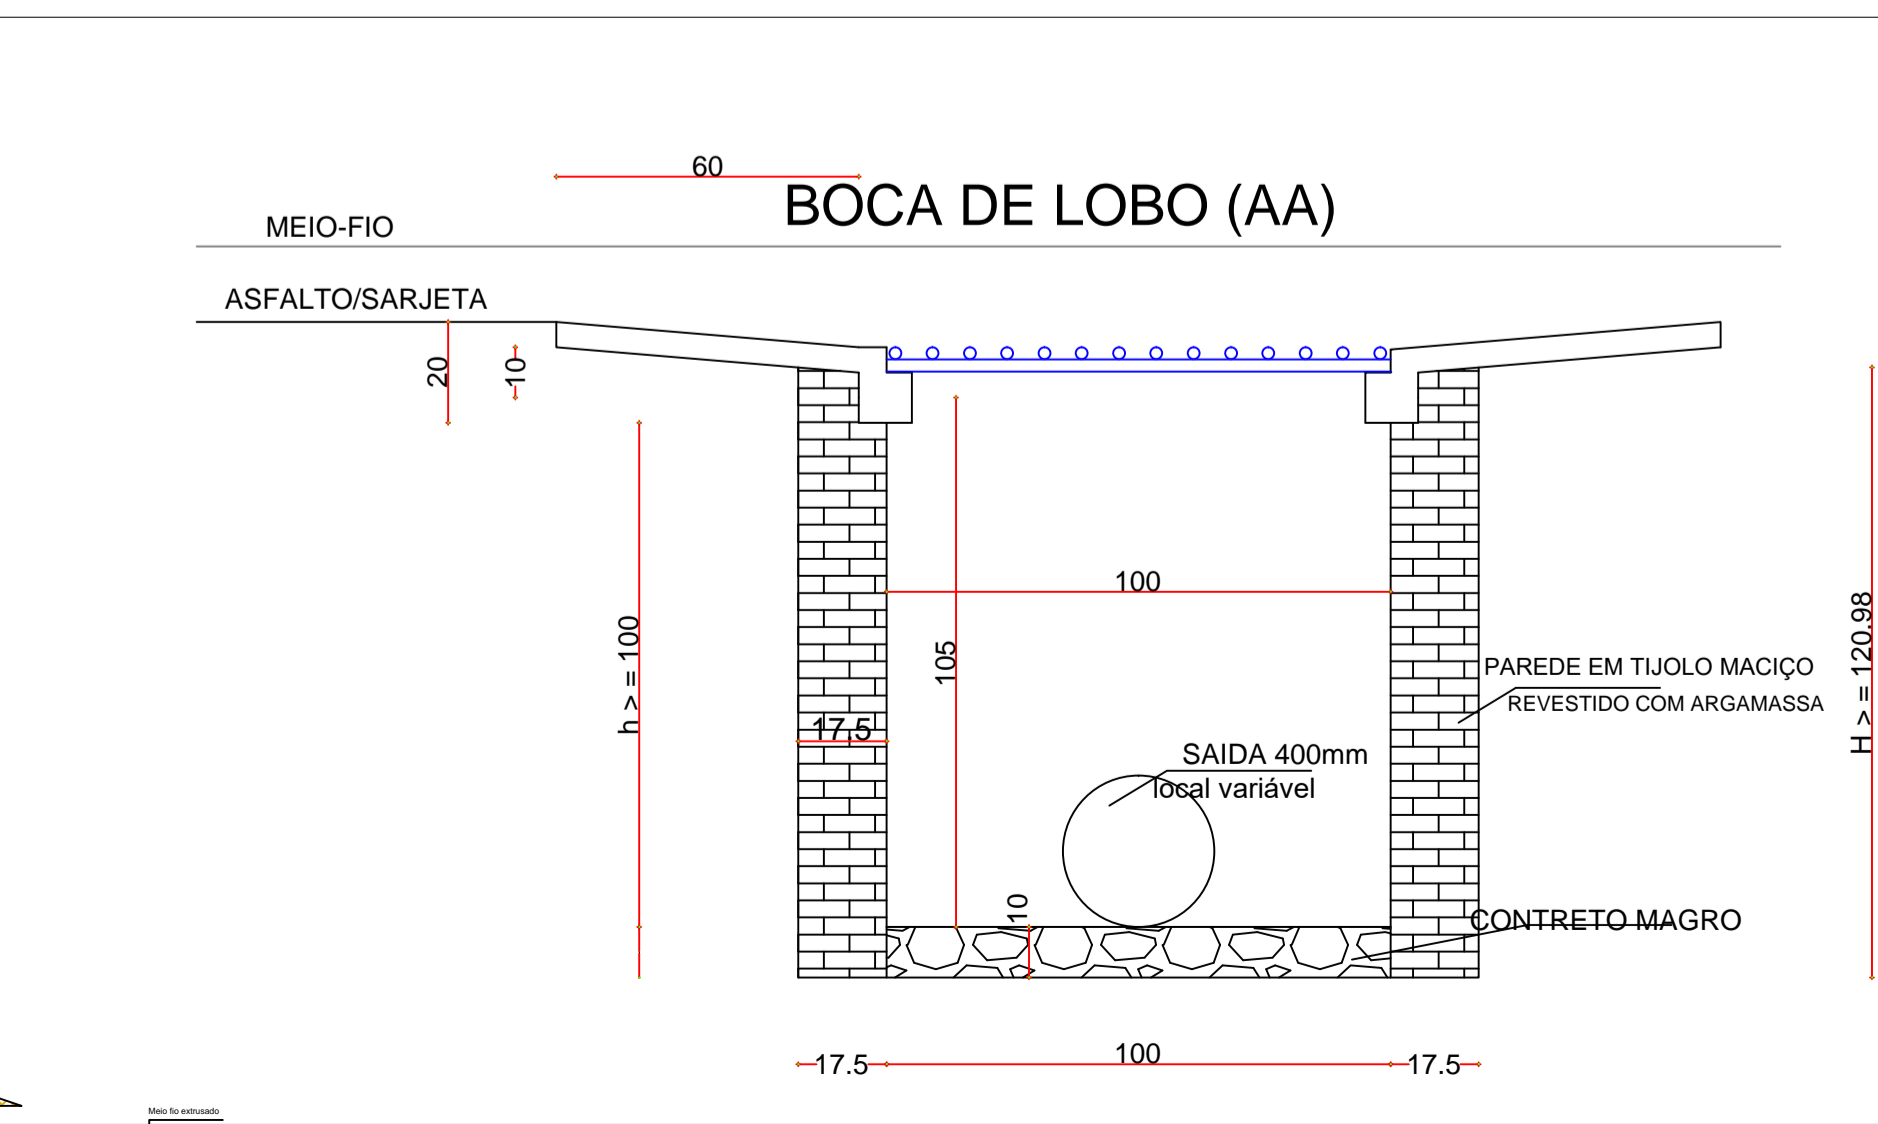 60
BOCA DE LOBO (AA)
MEIO-FIO
ASFALTO/SARJETA
20
10
100
h > = 100
105
H > = 120.98
PAREDE EM TIJOLO MACIÇO
REVESTIDO COM ARGAMASSA
17.5
SAIDA 400mm
local variável
10
CONTRETO MAGRO
17.5
100
17.5
Meio fio extrusado